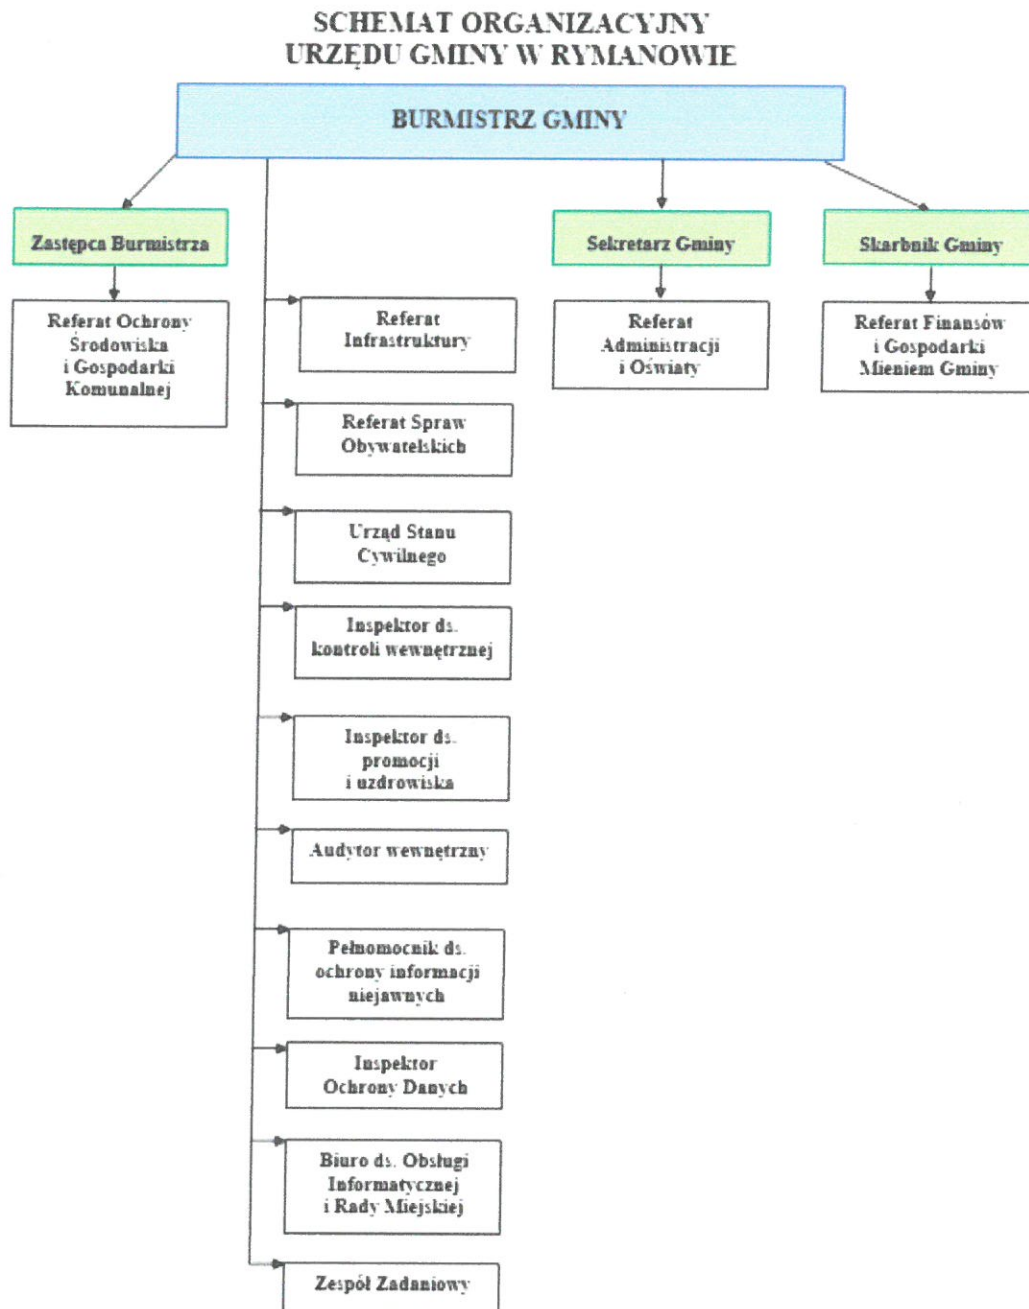 SCHEMAT ORGANIZACYJNY
URZĘDU GMINY W RYMANOWIE
BURMISTRZ GMINY
Zastępca Burmistrza
Sekretarz Gminy
Skarbnik Gminy
Referat Ochrony
Środowiska
i Gospodarki
Komunalnej
Referat
Infrastruktury
Referat
Administracji
i Oświaty
Referat Finansów
i Gospodarki
Mieniem Gminy
Referat Spraw
Obywatelskich
Urząd Stanu
Cywilnego
Inspektor ds.
kontroli wewnętrznej
Inspektor ds.
promocji
i uzdrowiska
Audytor wewnętrzny
Pełnomocnik ds.
ochrony informacji
niejawnych
Inspektor
Ochrony Danych
Biuro ds. Obsługi
Informatycznej
i Rady Miejskiej
Zespół Zadaniowy